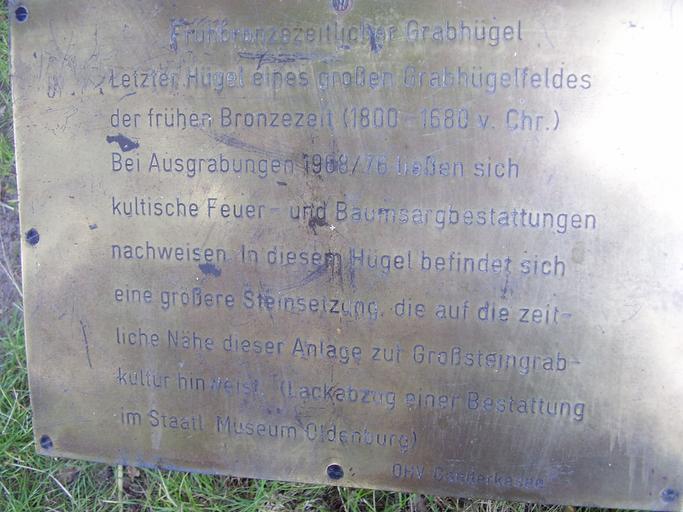 Frühbronzezeitlicher Grabhügel
Letzter Hügel eines großen Grabhügelfeldes
der frühen Bronzezeit (1800 - 1680 v. Chr.)
Bei Ausgrabungen 1968/76 ließen sich
kultische Feuer- und Baumsargbestattungen
nachweisen. In diesem Hügel befindet sich
eine größere Steinsetzung, die auf die zeit-
liche Nähe dieser Anlage zur Großsteingrab-
kultur hinweist. (Lackabzug einer Bestattung
im Staatl. Museum Oldenburg)
OHV Ganderkesee